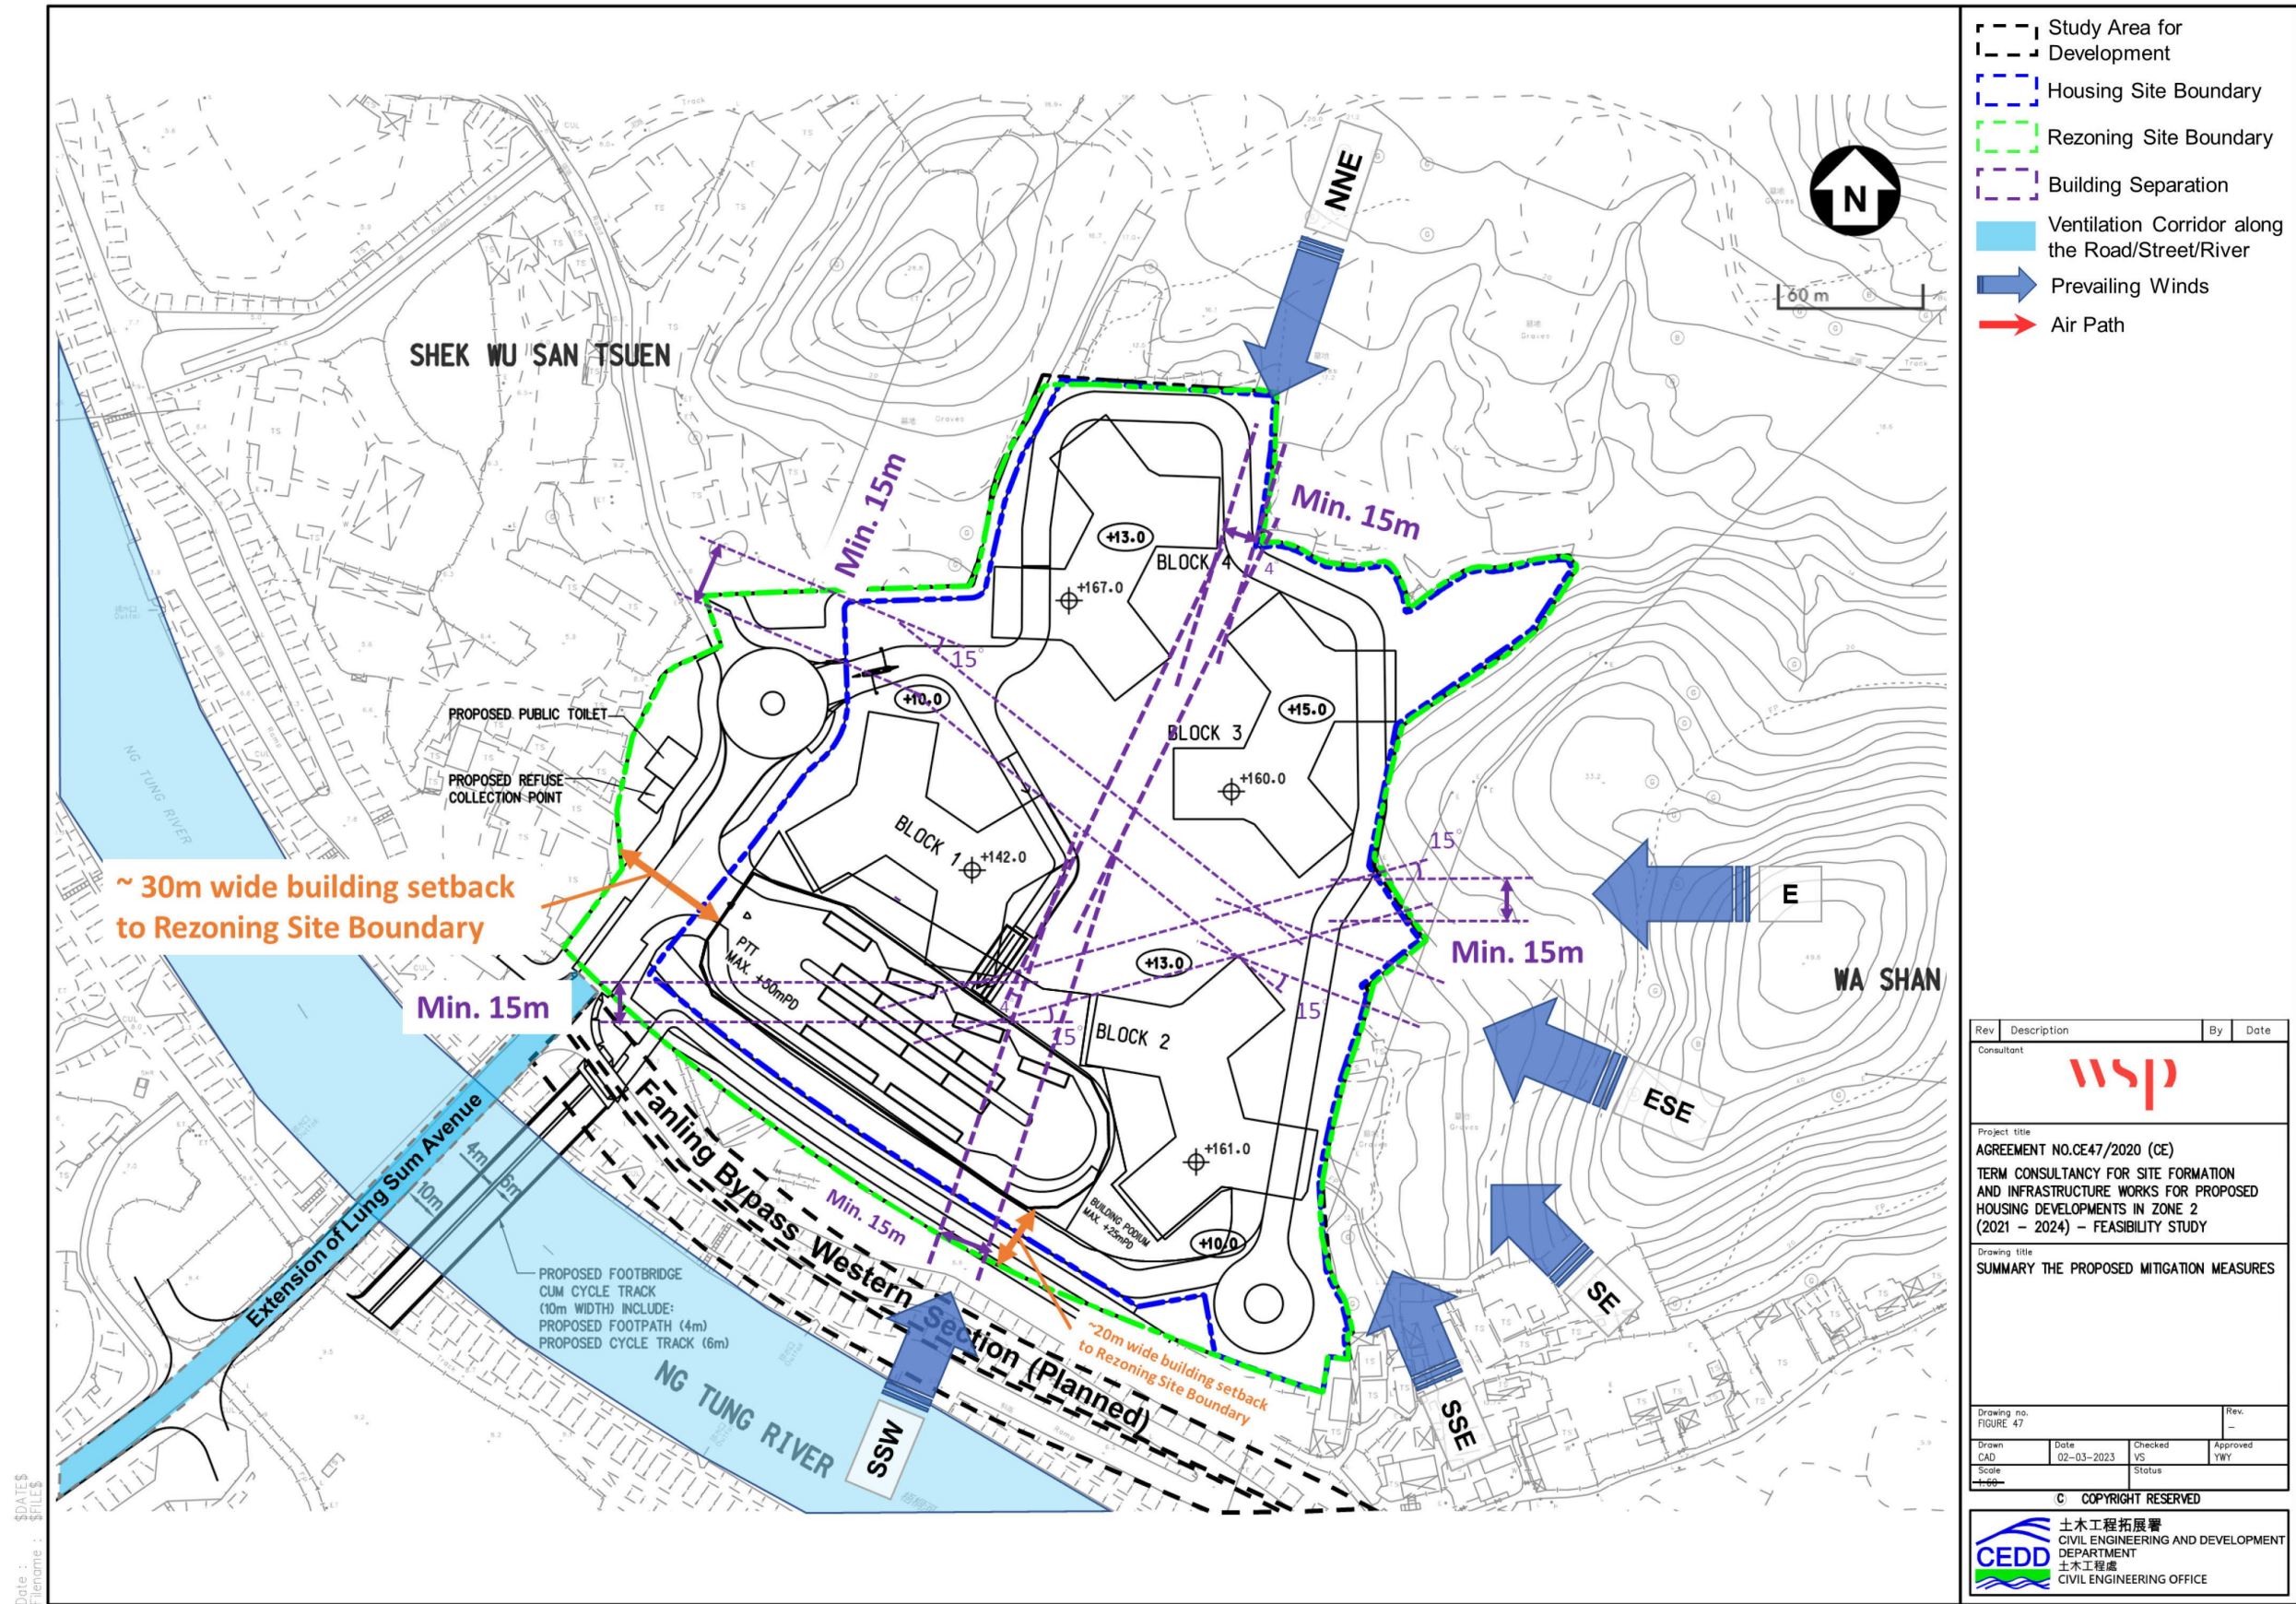 Study Area for
Development
Housing Site Boundary
Rezoning Site Boundary
Building Separation
Ventilation Corridor along
the Road/Street/River
Prevailing Winds
Air Path
N
60 m
NNE
SHEK WU SAN TSUEN
Track
Graves
Min. 15m
Min. 15m
+13.0
BLOCK 4
4°
+167.0
15°
+10.0
+15.0
PROPOSED PUBLIC TOILET
BLOCK 3
PROPOSED REFUSE
COLLECTION POINT
+160.0
NG TUNG RIVER
BLOCK 1
+142.0
15°
~ 30m wide building setback
to Rezoning Site Boundary
E
PTT
MAX. +50mPD
+13.0
Min. 15m
WA SHAN
Min. 15m
4°
15°
15°
BLOCK 2
ESE
Fanling Bypass Western Section (Planned)
Extension of Lung Sum Avenue
4m
6m
10m
+161.0
Min. 15m
BUILDING PODIUM
MAX. +25mPD
+10.0
PROPOSED FOOTBRIDGE
CUM CYCLE TRACK
(10m WIDTH) INCLUDE:
PROPOSED FOOTPATH (4m)
PROPOSED CYCLE TRACK (6m)
SE
~20m wide building setback
to Rezoning Site Boundary
NG TUNG RIVER
SSW
SSE
Rev Description By Date
Consultant
wsp
Project title
AGREEMENT NO.CE47/2020 (CE)
TERM CONSULTANCY FOR SITE FORMATION
AND INFRASTRUCTURE WORKS FOR PROPOSED
HOUSING DEVELOPMENTS IN ZONE 2
(2021 - 2024) - FEASIBILITY STUDY
Drawing title
SUMMARY THE PROPOSED MITIGATION MEASURES
Drawing no. Rev.
FIGURE 47 -
Drawn Date Checked Approved
CAD 02-03-2023 VS YWY
Scale Status
© COPYRIGHT RESERVED
土木工程拓展署
CIVIL ENGINEERING AND DEVELOPMENT
DEPARTMENT
土木工程處
CIVIL ENGINEERING OFFICE
CEDD
Date : $DATE$
Filename : $FILE$